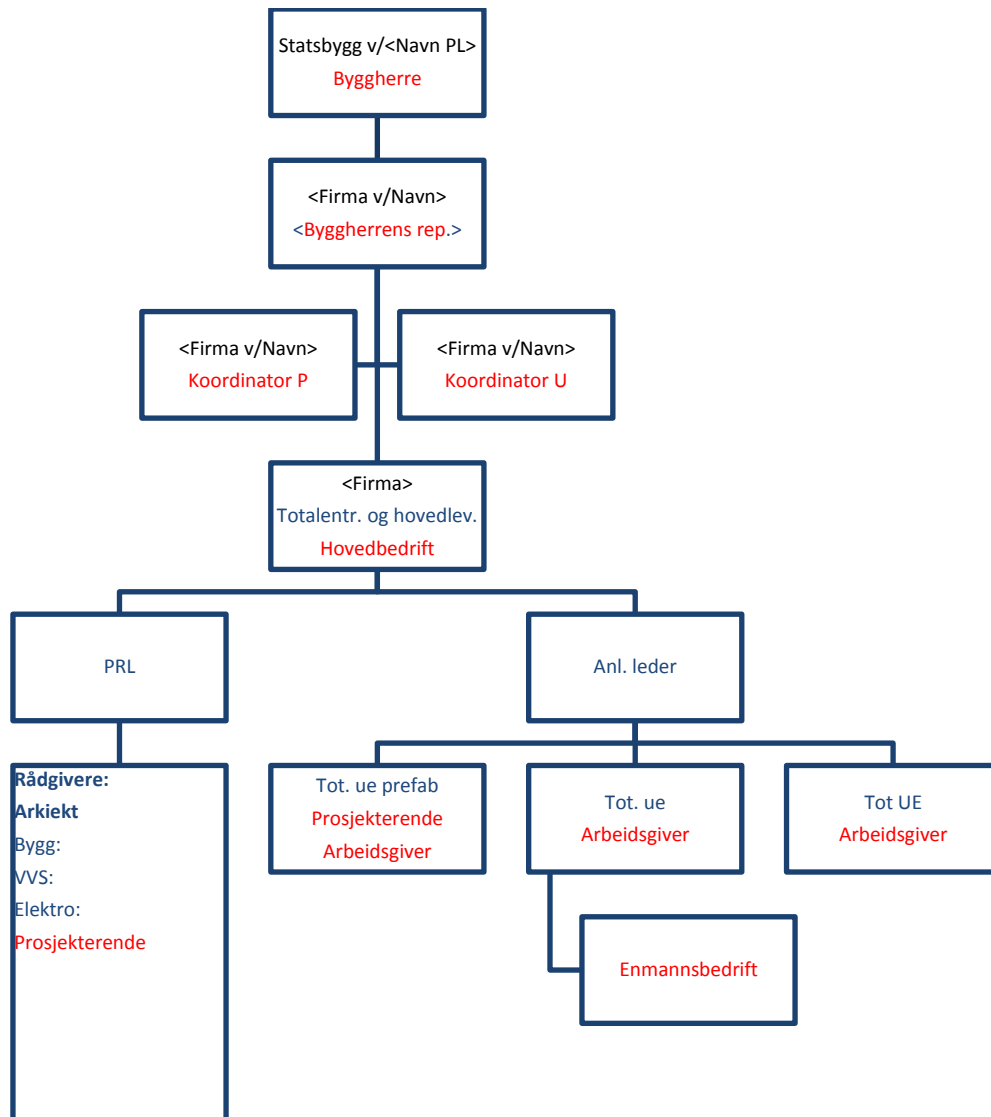 Statsbygg v/<Navn PL>
Byggherre
<Firma v/Navn>
<Byggherrens rep.>
<Firma v/Navn>
Koordinator P
<Firma v/Navn>
Koordinator U
<Firma>
Totalentr. og hovedlev.
Hovedbedrift
PRL
Anl. leder
Rådgivere:
Arkiekt
Bygg:
VVS:
Elektro:
Prosjekterende
Tot. ue prefab
Prosjekterende
Arbeidsgiver
Tot. ue
Arbeidsgiver
Tot UE
Arbeidsgiver
Enmannsbedrift